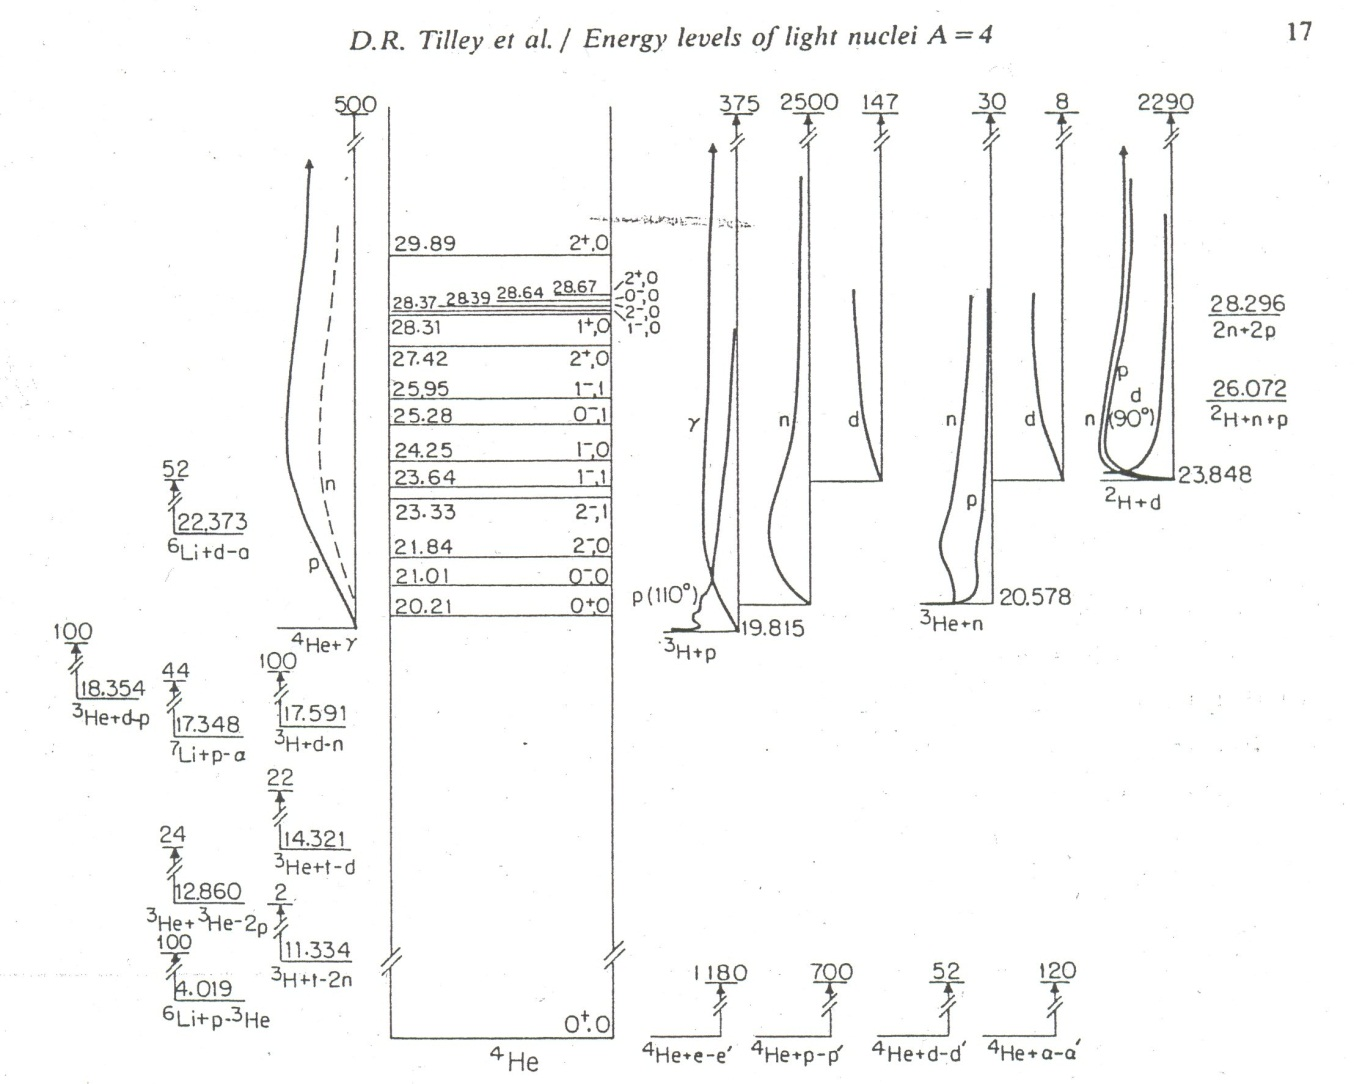 D.R. Tilley et al. / Energy levels of light nuclei A = 4
17
500
375 2500 147 30 8 2290
29.89 2⁺,0
28.37 28.39 28.64 28.67
2⁺,0
0⁻,0
2⁻,0
1⁻,0
28.31 1⁺,0
27.42 2⁺,0
25,95 1⁻,1
25.28 0⁻,1
24.25 1⁻,0
23.64 1⁻,1
23.33 2⁻,1
21.84 2⁻,0
21.01 0⁻,0
20.21 0⁺,0
p
n
⁴He+γ
γ
p(110°)
19.815
³H+p
n
d
n
p
20.578
³He+n
d
n
p
d
(90°)
23,848
²H+d
28.296
2n+2p
26.072
²H+n+p
52
22,373
⁶Li+d-α
100
18.354
³He+d-p
44
17.348
⁷Li+p-α
100
17.591
³H+d-n
22
14.321
³He+t-d
24
12.860
³He+³He-2p
2
11.334
³H+t-2n
100
4.019
⁶Li+p-³He
0⁺.0
⁴He
1180 700 52 120
⁴He+e-e′ ⁴He+p-p′ ⁴He+d-d′ ⁴He+α-α′